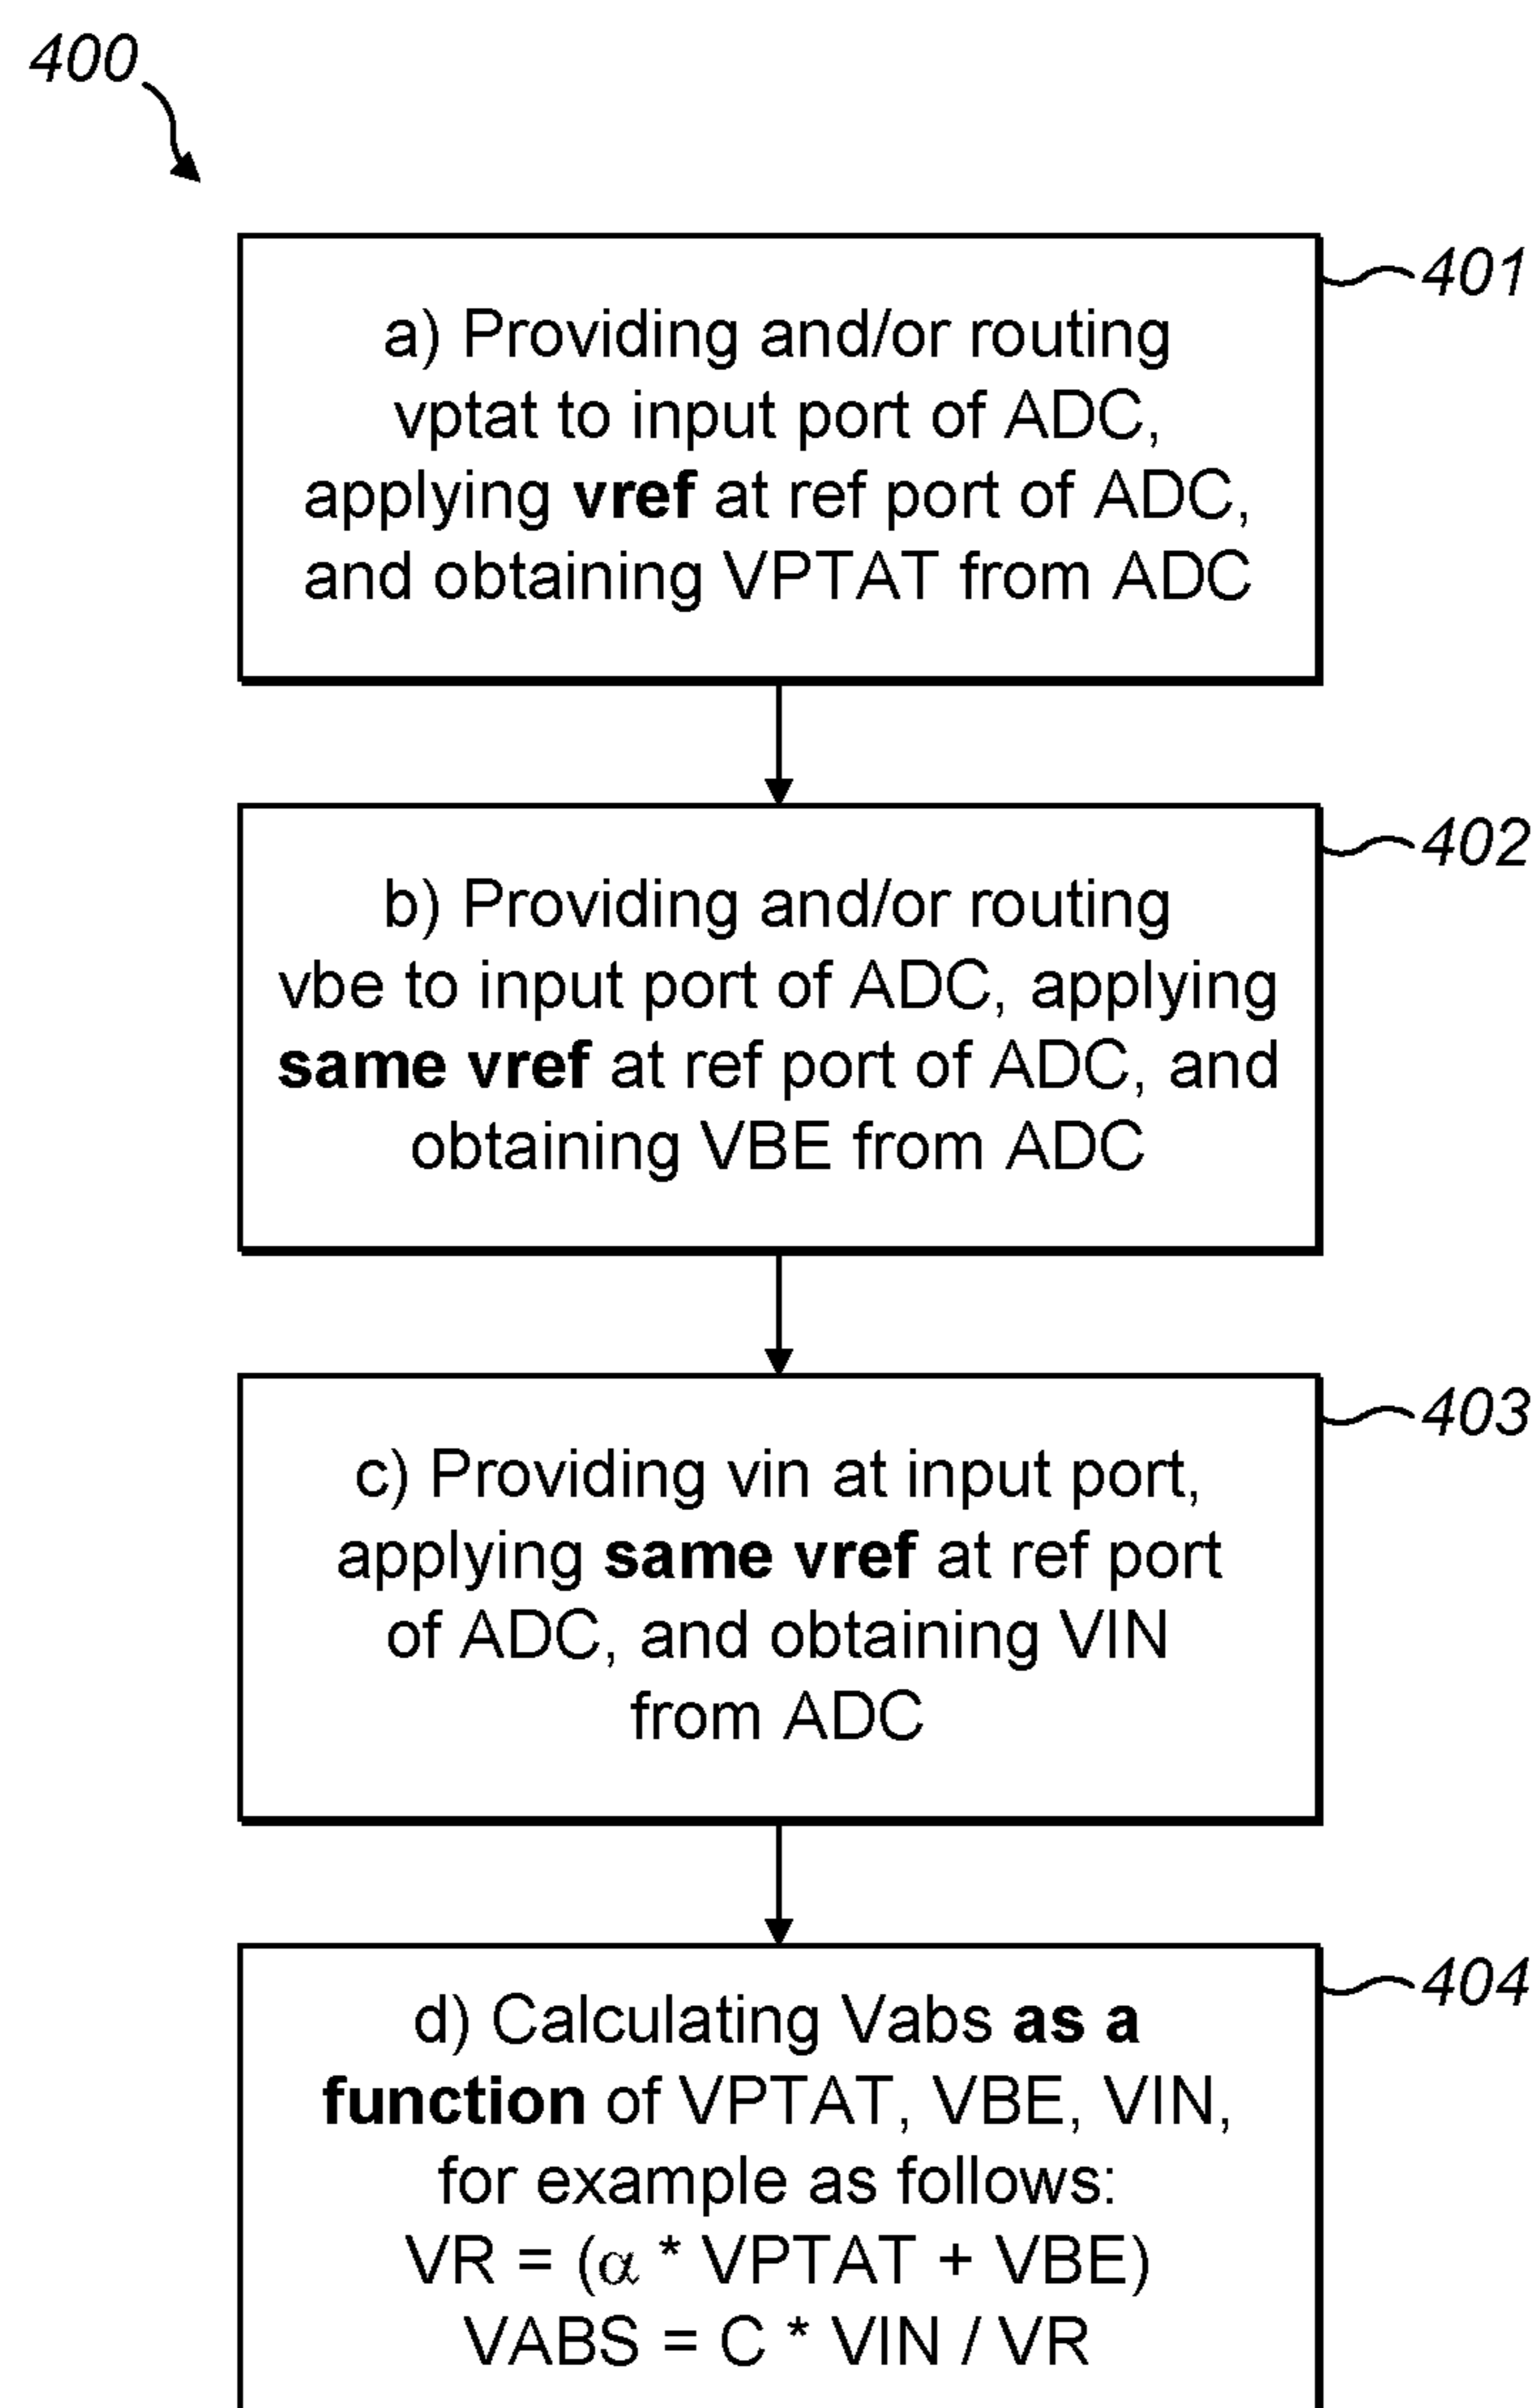 400
401
a) Providing and/or routing
vptat to input port of ADC,
applying vref at ref port of ADC,
and obtaining VPTAT from ADC
402
b) Providing and/or routing
vbe to input port of ADC, applying
same vref at ref port of ADC, and
obtaining VBE from ADC
403
c) Providing vin at input port,
applying same vref at ref port
of ADC, and obtaining VIN
from ADC
404
d) Calculating Vabs as a
function of VPTAT, VBE, VIN,
for example as follows:
VR = (α * VPTAT + VBE)
VABS = C * VIN / VR